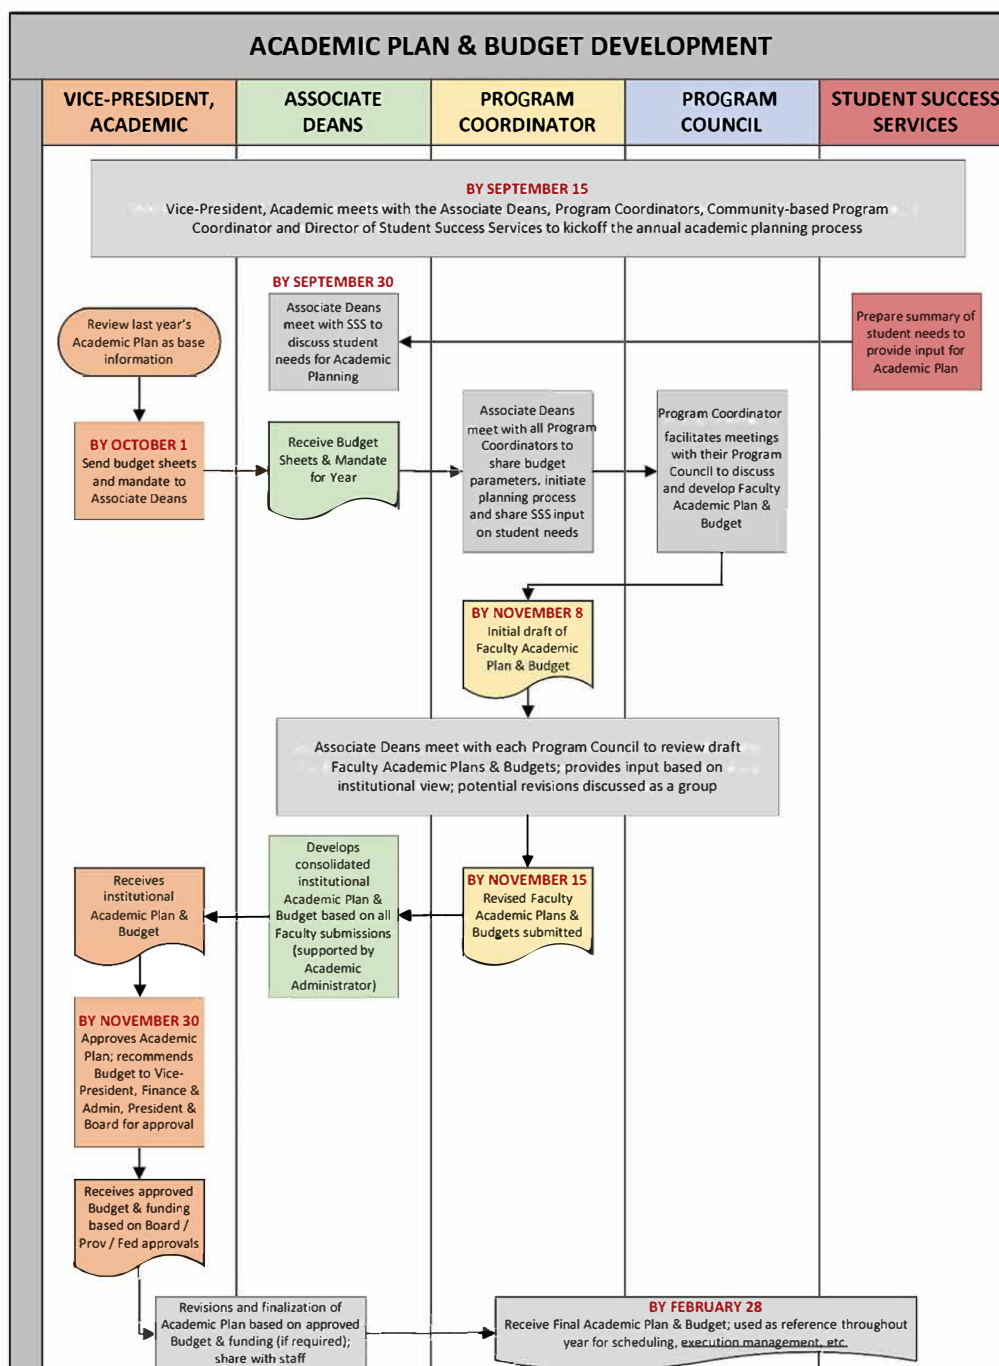 ACADEMIC PLAN & BUDGET DEVELOPMENT
VICE-PRESIDENT,
ACADEMIC
ASSOCIATE
DEANS
PROGRAM
COORDINATOR
PROGRAM
COUNCIL
STUDENT SUCCESS
SERVICES
BY SEPTEMBER 15
Vice-President, Academic meets with the Associate Deans, Program Coordinators, Community-based Program
Coordinator and Director of Student Success Services to kickoff the annual academic planning process
Review last year's
Academic Plan as base
information
BY SEPTEMBER 30
Associate Deans
meet with SSS to
discuss student
needs for Academic
Planning
Prepare summary of
student needs to
provide input for
Academic Plan
BY OCTOBER 1
Send budget sheets
and mandate to
Associate Deans
Receive Budget
Sheets & Mandate
for Year
Associate Deans
meet with all Program
Coordinators to
share budget
parameters, initiate
planning process
and share SSS input
on student needs
Program Coordinator
facilitates meetings
with their Program
Council to discuss
and develop Faculty
Academic Plan &
Budget
BY NOVEMBER 8
Initial draft of
Faculty Academic
Plan & Budget
Associate Deans meet with each Program Council to review draft
Faculty Academic Plans & Budgets; provides input based on
institutional view; potential revisions discussed as a group
Receives
institutional
Academic Plan &
Budget
Develops
consolidated
institutional
Academic Plan &
Budget based on all
Faculty submissions
(supported by
Academic
Administrator)
BY NOVEMBER 15
Revised Faculty
Academic Plans &
Budgets submitted
BY NOVEMBER 30
Approves Academic
Plan; recommends
Budget to Vice-
President, Finance &
Admin, President &
Board for approval
Receives approved
Budget & funding
based on Board /
Prov / Fed approvals
Revisions and finalization of
Academic Plan based on approved
Budget & funding (if required);
share with staff
BY FEBRUARY 28
Receive Final Academic Plan & Budget; used as reference throughout
year for scheduling, execution management, etc.